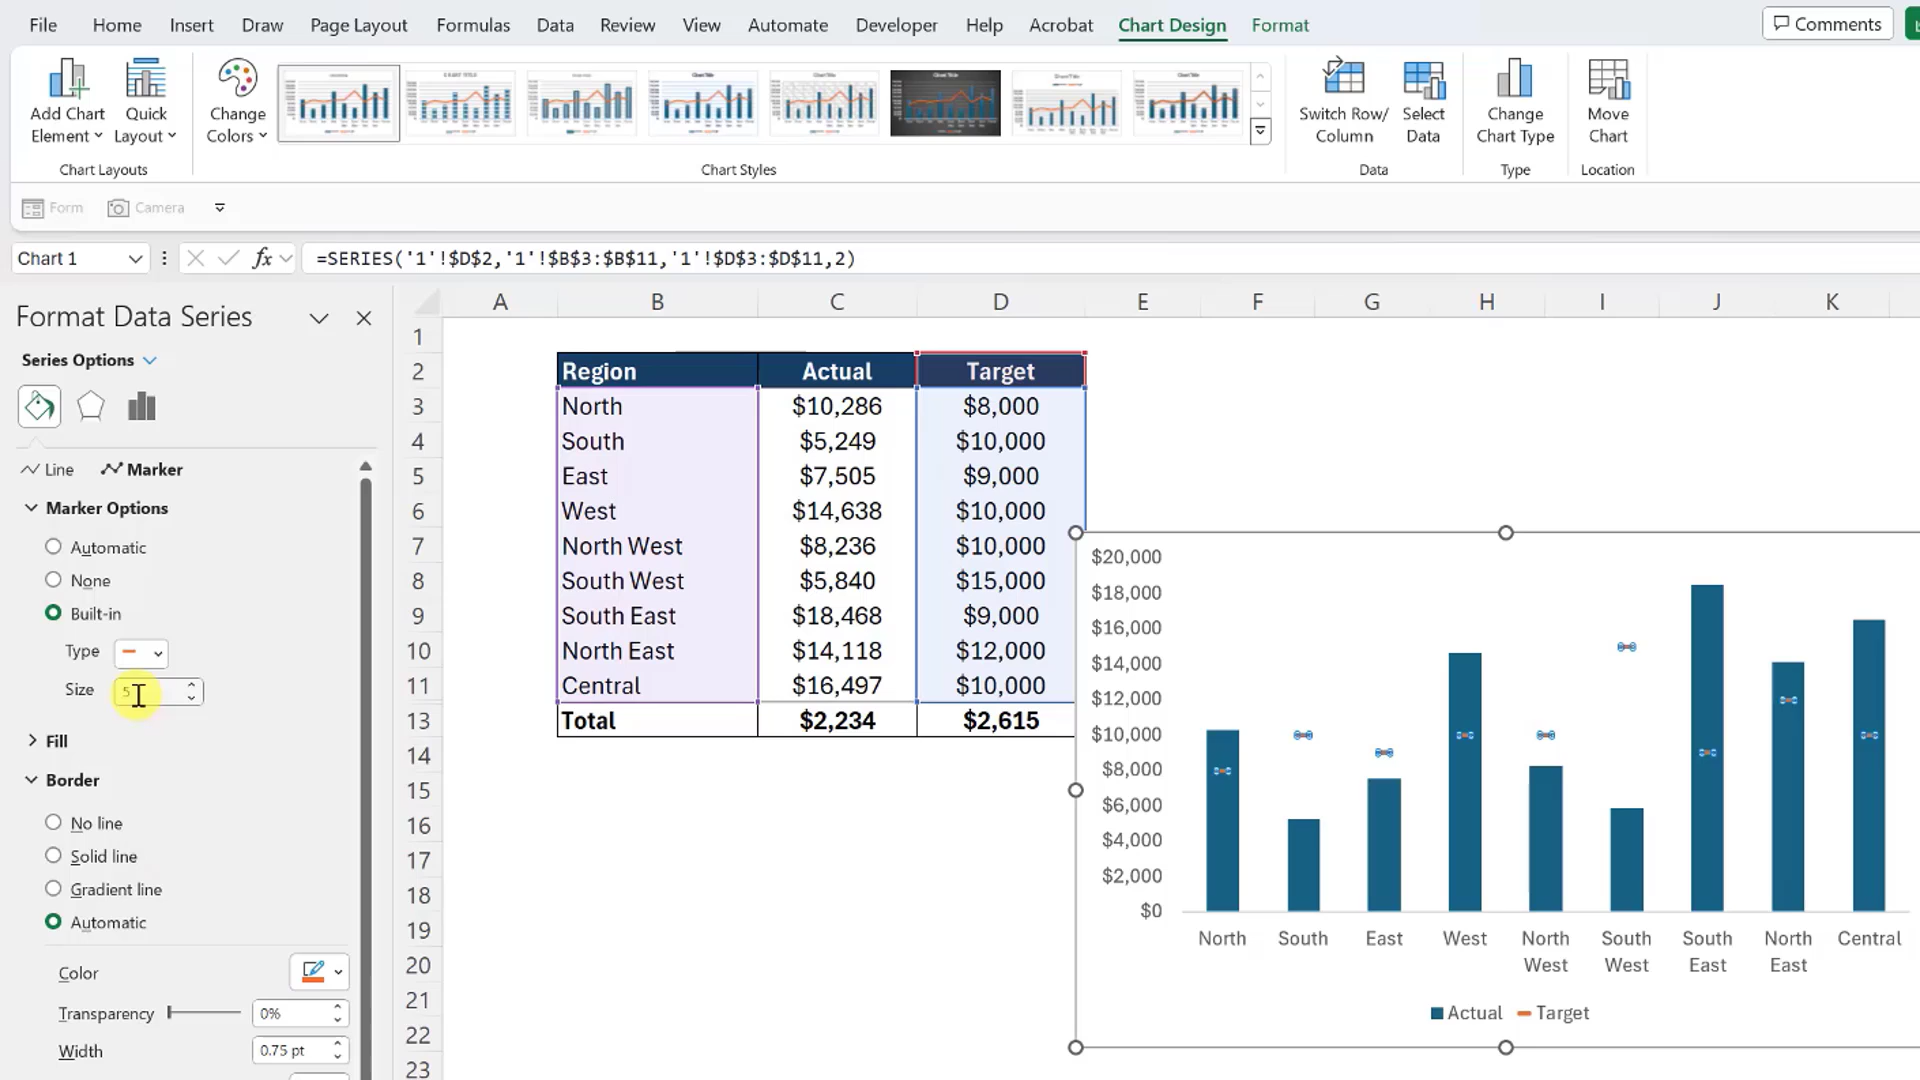 File Home Insert Draw Page Layout Formulas Data Review View Automate Developer Help Acrobat Chart Design Format Comments
Add Chart Element
Quick Layout
Change Colors
Switch Row/ Column
Select Data
Change Chart Type
Move Chart
Chart Layouts Chart Styles Data Type Location
Form Camera
Chart 1 fx =SERIES('1'!$D$2,'1'!$B$3:$B$11,'1'!$D$3:$D$11,2)
Format Data Series
Series Options
Line Marker
Marker Options
Automatic
None
Built-in
Type
Size 5
Fill
Border
No line
Solid line
Gradient line
Automatic
Color
Transparency 0%
Width 0.75 pt
A B C D E F G H I J K
1
2 Region Actual Target
3 North $10,286 $8,000
4 South $5,249 $10,000
5 East $7,505 $9,000
6 West $14,638 $10,000
7 North West $8,236 $10,000
8 South West $5,840 $15,000
9 South East $18,468 $9,000
10 North East $14,118 $12,000
11 Central $16,497 $10,000
13 Total $2,234 $2,615
14
15
16
17
18
19
20
21
22
23
$20,000
$18,000
$16,000
$14,000
$12,000
$10,000
$8,000
$6,000
$4,000
$2,000
$0
North South East West North West South West South East North East Central
Actual Target